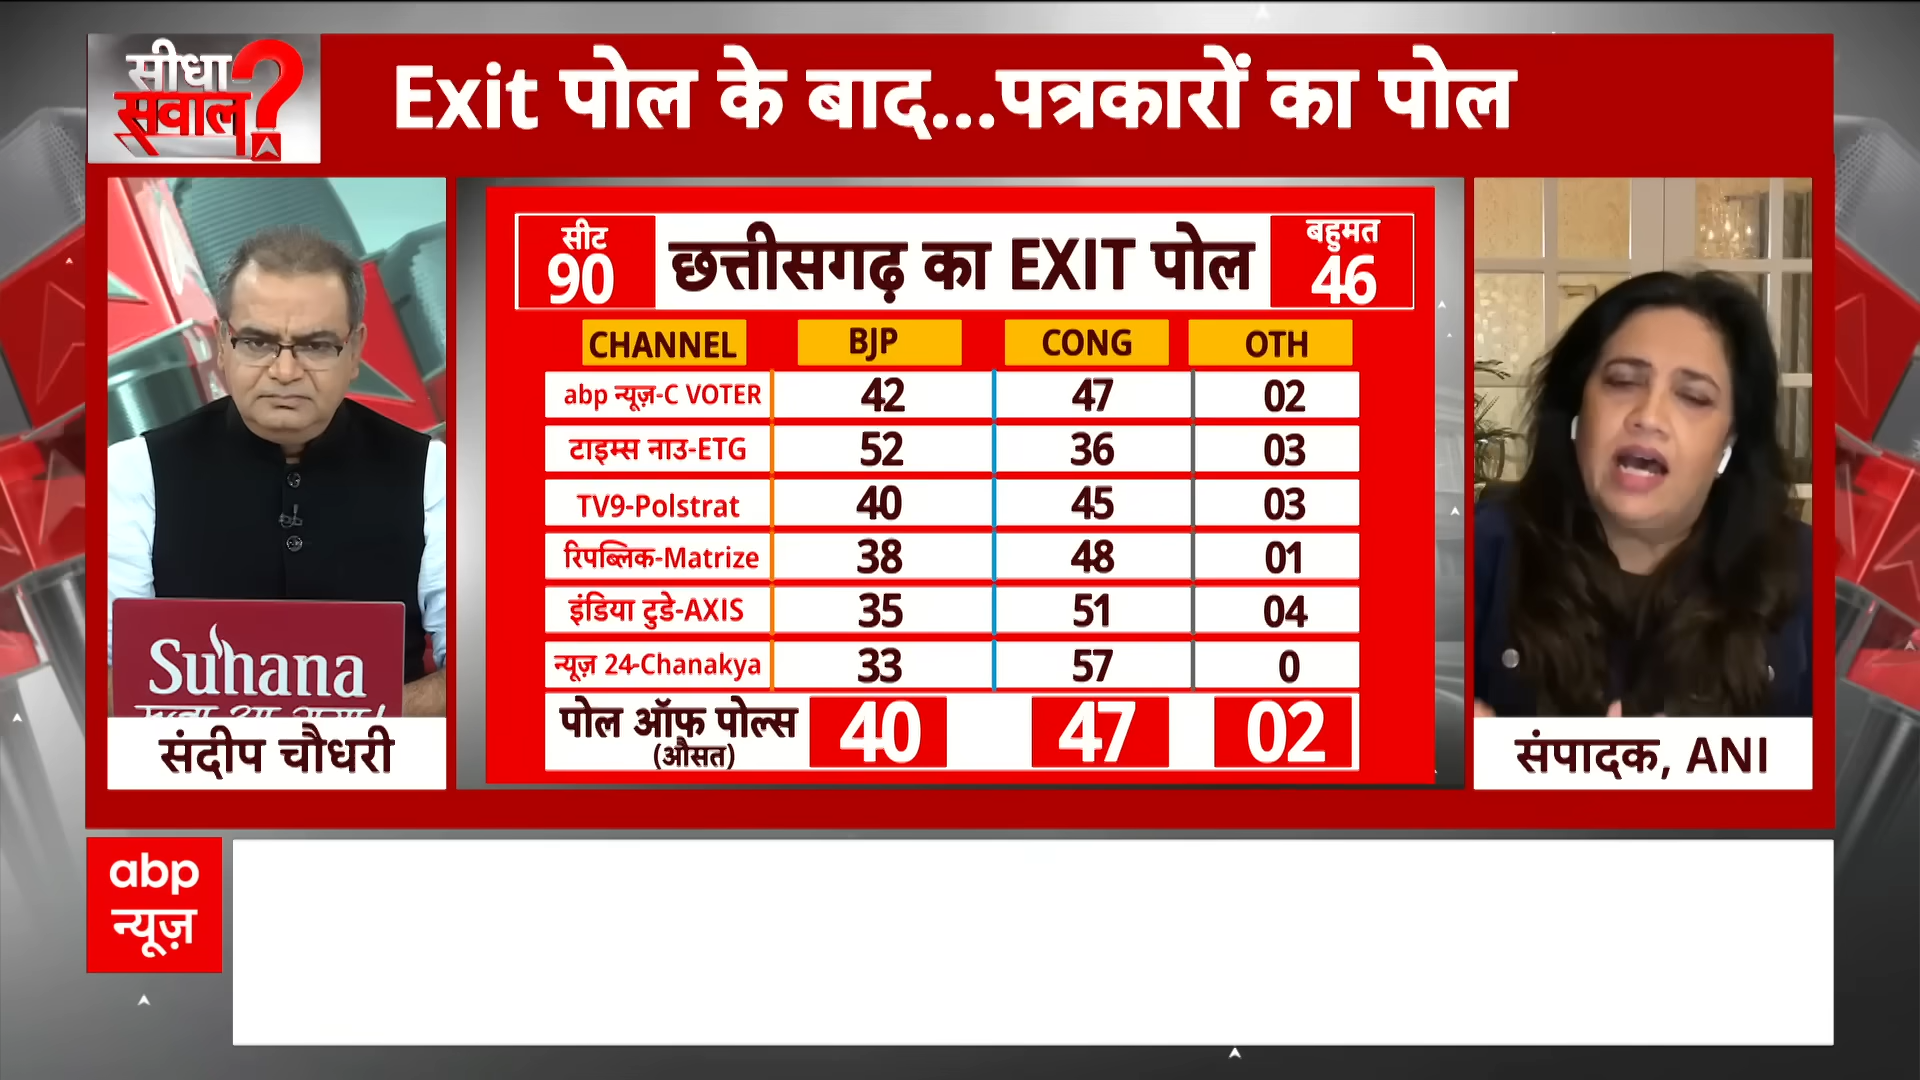 सीधा
सवाल?
Exit पोल के बाद...पत्रकारों का पोल
सीट
90
छत्तीसगढ़ का EXIT पोल
बहुमत
46
CHANNEL BJP CONG OTH
abp न्यूज़-C VOTER 42 47 02
टाइम्स नाउ-ETG 52 36 03
TV9-Polstrat 40 45 03
रिपब्लिक-Matrize 38 48 01
इंडिया टुडे-AXIS 35 51 04
न्यूज़ 24-Chanakya 33 57 0
पोल ऑफ पोल्स 40 47 02
(औसत)
Suhana
संदीप चौधरी
संपादक, ANI
abp
न्यूज़